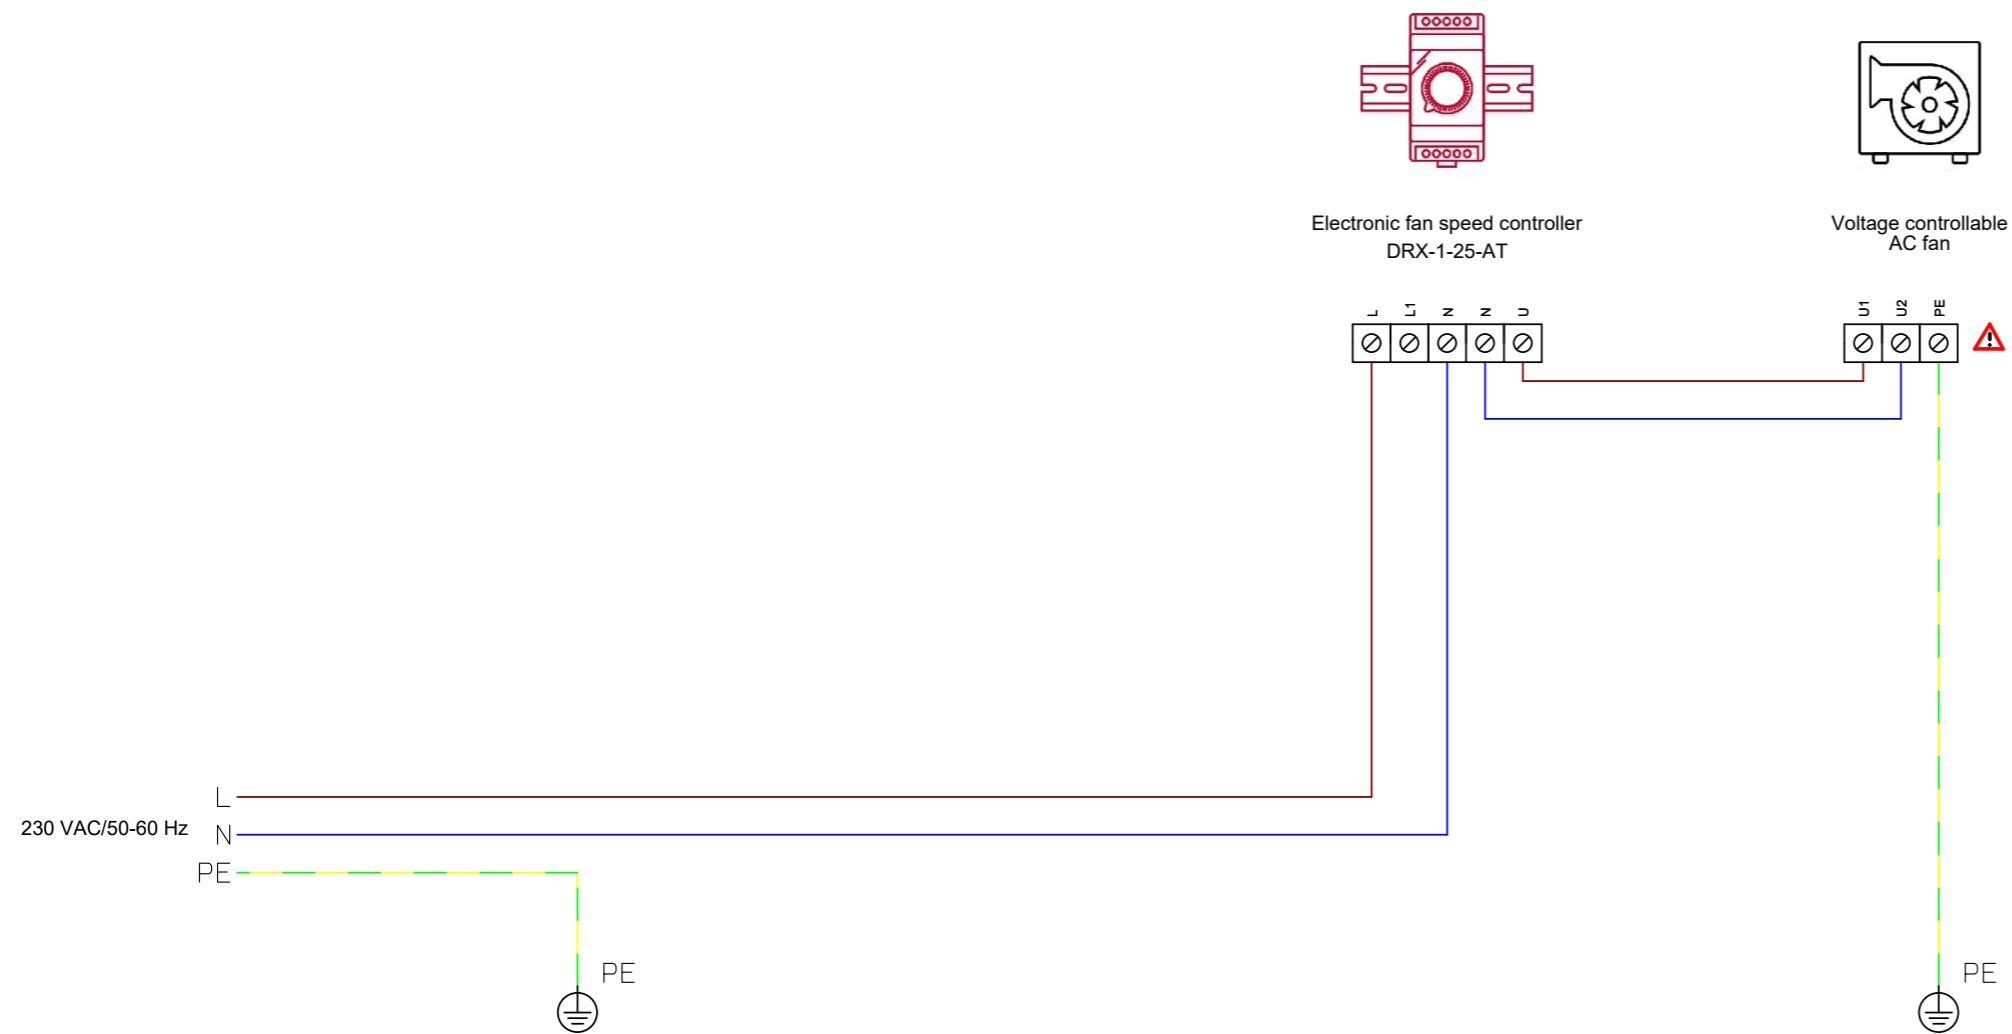 Electronic fan speed controller
DRX-1-25-AT
Voltage controllable
AC fan
L
L1
N
N
U
U1
U2
PE
L
230 VAC/50-60 Hz
N
PE
PE
PE